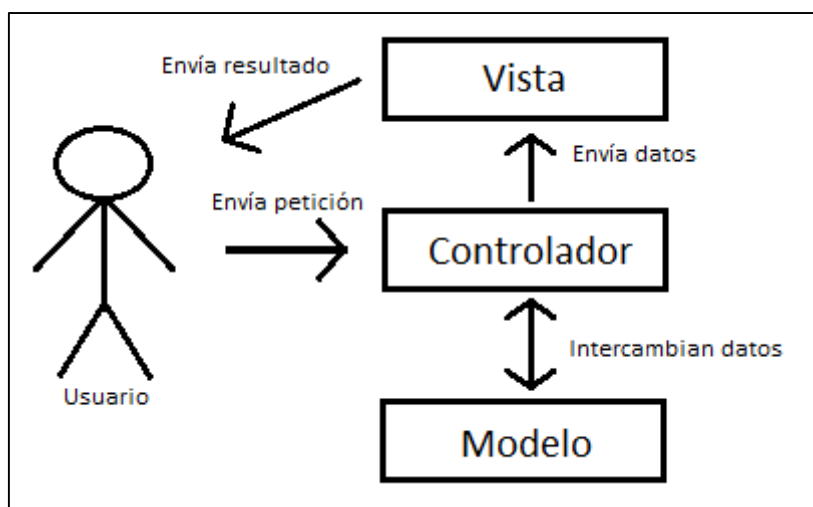 Envía resultado
Vista
Envía datos
Envía petición
Controlador
Intercambian datos
Usuario
Modelo